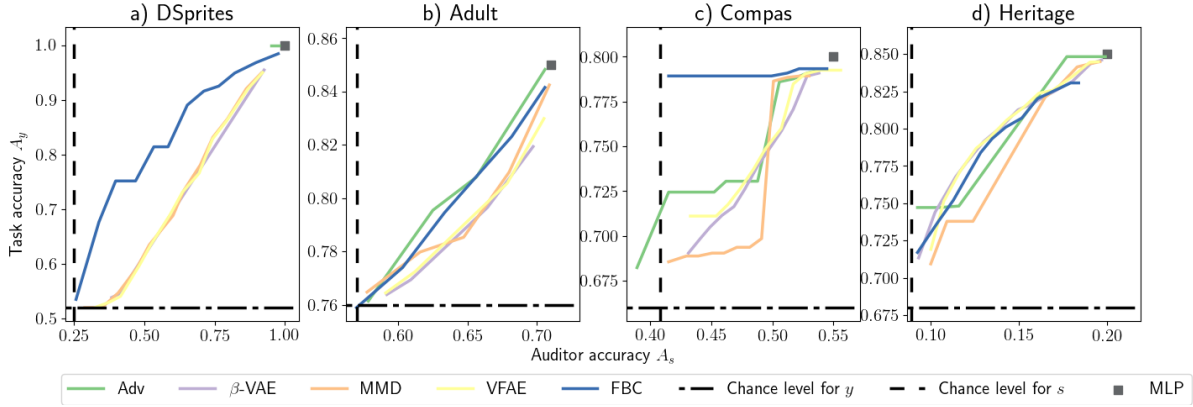 a) DSprites
b) Adult
c) Compas
d) Heritage
Task accuracy A_y
1.0
0.9
0.8
0.7
0.6
0.5
0.25 0.50 0.75 1.00
0.86
0.84
0.82
0.80
0.78
0.76
0.60 0.65 0.70
0.800
0.775
0.750
0.725
0.700
0.675
0.40 0.45 0.50 0.55
0.850
0.825
0.800
0.775
0.750
0.725
0.700
0.675
0.10 0.15 0.20
Auditor accuracy A_s
Adv β-VAE MMD VFAE FBC Chance level for y Chance level for s MLP